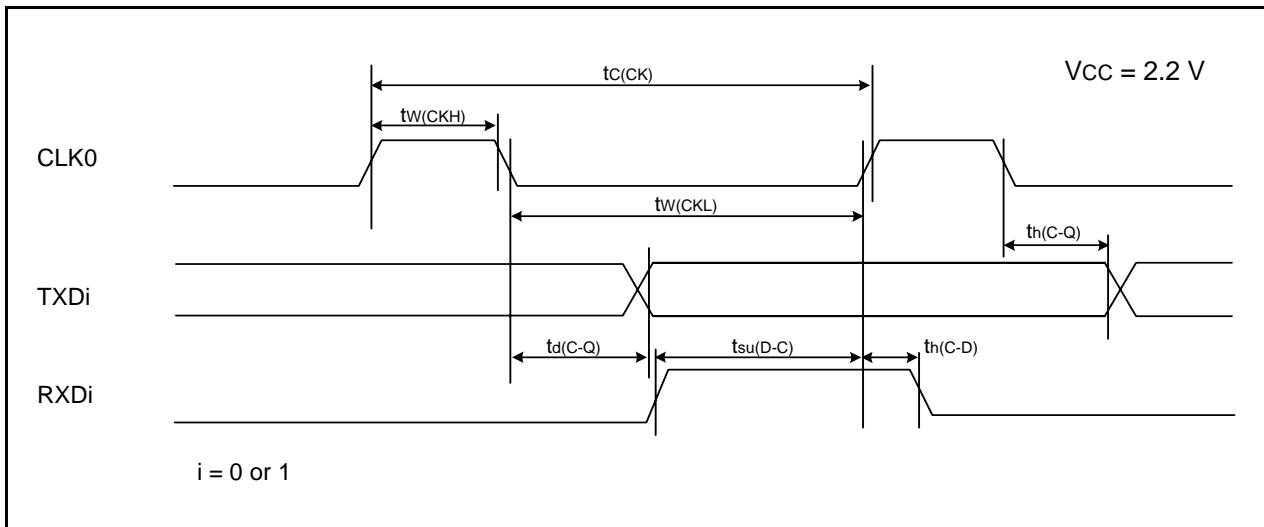 tC(CK)
VCC = 2.2 V
tW(CKH)
CLK0
tW(CKL)
th(C-Q)
TXDi
td(C-Q)
tsu(D-C)
th(C-D)
RXDi
i = 0 or 1